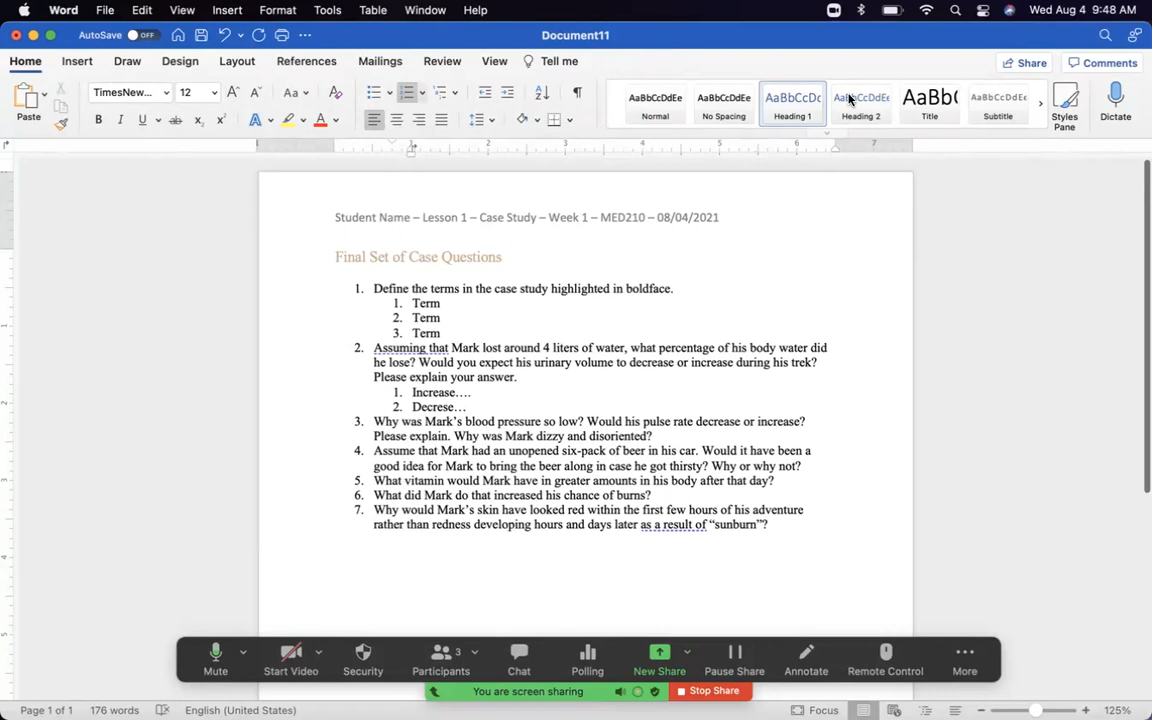 Word File Edit View Insert Format Tools Table Window Help Wed Aug 4 9:48 AM
AutoSave OFF Document11
Home Insert Draw Design Layout References Mailings Review View Tell me Share Comments
Paste
TimesNew... 12 Aa
AaBbCcDdEe Normal
AaBbCcDdEe No Spacing
AaBbCcDc Heading 1
AaBbCcDdEe Heading 2
AaBb( Title
AaBbCcDdEe Subtitle
Styles Pane
Dictate
1 2 3 4 5 6 7
Student Name – Lesson 1 – Case Study – Week 1 – MED210 – 08/04/2021
Final Set of Case Questions
1. Define the terms in the case study highlighted in boldface.
1. Term
2. Term
3. Term
2. Assuming that Mark lost around 4 liters of water, what percentage of his body water did
he lose? Would you expect his urinary volume to decrease or increase during his trek?
Please explain your answer.
1. Increase….
2. Decrese…
3. Why was Mark’s blood pressure so low? Would his pulse rate decrease or increase?
Please explain. Why was Mark dizzy and disoriented?
4. Assume that Mark had an unopened six-pack of beer in his car. Would it have been a
good idea for Mark to bring the beer along in case he got thirsty? Why or why not?
5. What vitamin would Mark have in greater amounts in his body after that day?
6. What did Mark do that increased his chance of burns?
7. Why would Mark’s skin have looked red within the first few hours of his adventure
rather than redness developing hours and days later as a result of “sunburn”?
Mute Start Video Security Participants 3 Chat Polling New Share Pause Share Annotate Remote Control More
You are screen sharing Stop Share
Page 1 of 1 176 words English (United States) Focus 125%